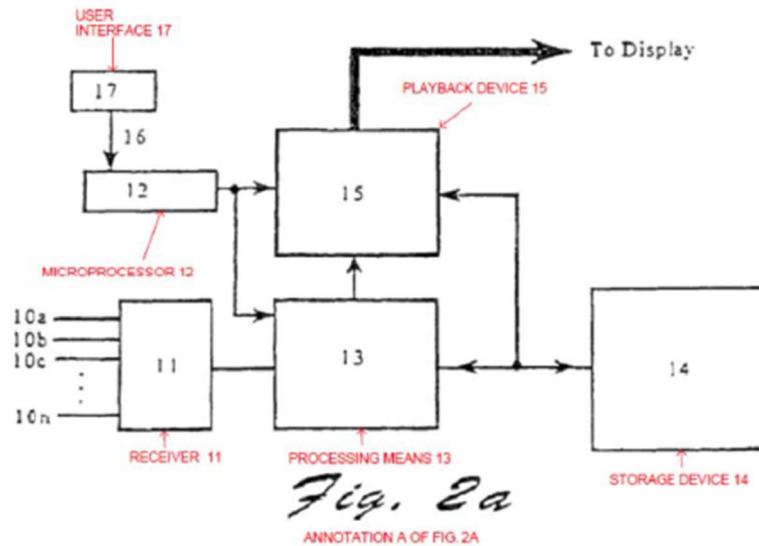 USER
INTERFACE 17
To Display
17
PLAYBACK DEVICE 15
16
12
15
MICROPROCESSOR 12
10a
10b
10c
10n
11
13
14
RECEIVER 11
PROCESSING MEANS 13
STORAGE DEVICE 14
Fig. 2a
ANNOTATION A OF FIG. 2A